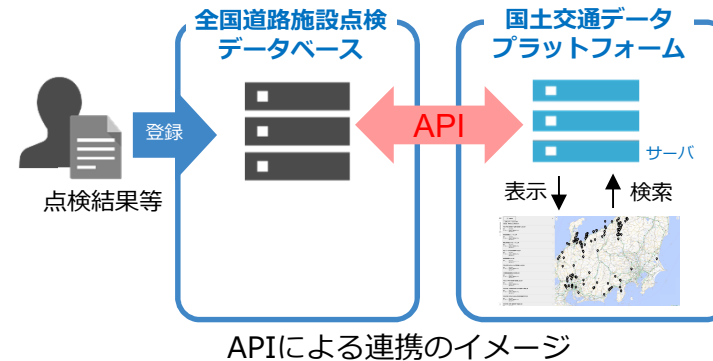 全国道路施設点検
データベース
国土交通データ
プラットフォーム
登録
API
サーバ
点検結果等
表示
検索
APIによる連携のイメージ